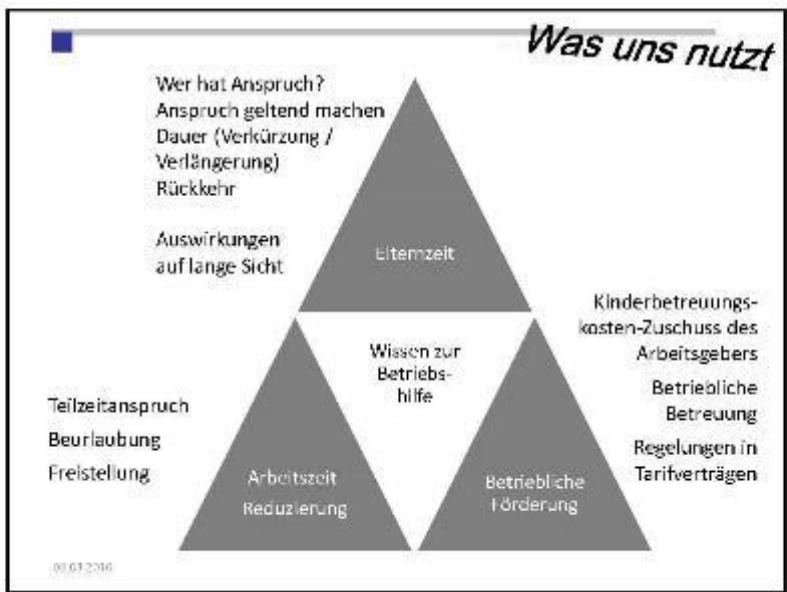 Was uns nutzt
Wer hat Anspruch?
Anspruch geltend machen
Dauer (Verkürzung /
Verlängerung)
Rückkehr
Auswirkungen
auf lange Sicht
Elternzeit
Kinderbetreuungs-
kosten-Zuschuss des
Arbeitsgebers
Betriebliche
Betreuung
Regelungen in
Tarifverträgen
Wissen zur
Betriebs-
hilfe
Teilzeitanspruch
Beurlaubung
Freistellung
Arbeitszeit
Reduzierung
Betriebliche
Förderung